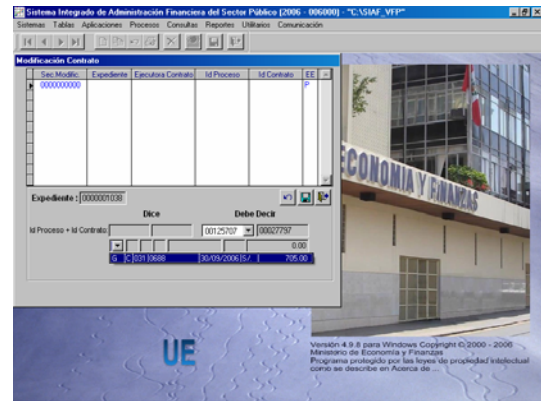 Sistema Integrado de Administración Financiera del Sector Público [2006 - 006000] - "C:\SIAF_VFP"
Sistemas Tablas Aplicaciones Procesos Consultas Reportes Utilitarios Comunicación
Modificación Contrato
Sec.Modific. Expediente Ejecutora Contrato Id Proceso Id Contrato EE
0000000000 P
Expediente : 0000001038
Dice Debe Decir
Id Proceso + Id Contrato: 00125707 00027797
0.00
G C 031 0688 30/09/2006 S/. 705.00
ECONOMIA Y FINANZAS
UE
Versión 4.9.8 para Windows Copyright © 2000 - 2006
Ministerio de Economía y Finanzas
Programa protegido por las leyes de propiedad intelectual
como se describe en Acerca de ...